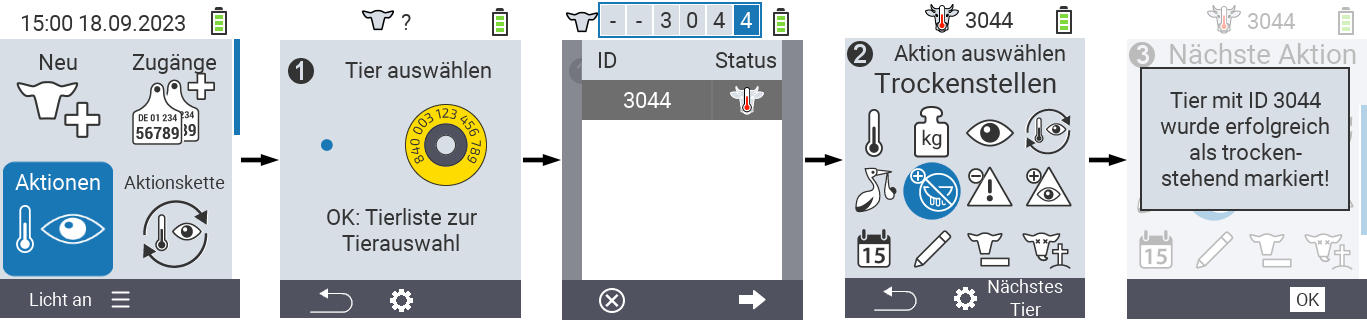 15:00 18.09.2023
Neu
Zugänge
DE 01 234
56789
234
39
Aktionen
Aktionskette
Licht an
?
1
Tier auswählen
840 003 123 456 789
OK: Tierliste zur
Tierauswahl
- - 3 0 4 4
ID Status
3044
3044
2 Aktion auswählen
Trockenstellen
kg
15
Nächstes
Tier
3044
3 Nächste Aktion
Tier mit ID 3044
wurde erfolgreich
als trocken-
stehend markiert!
15
OK